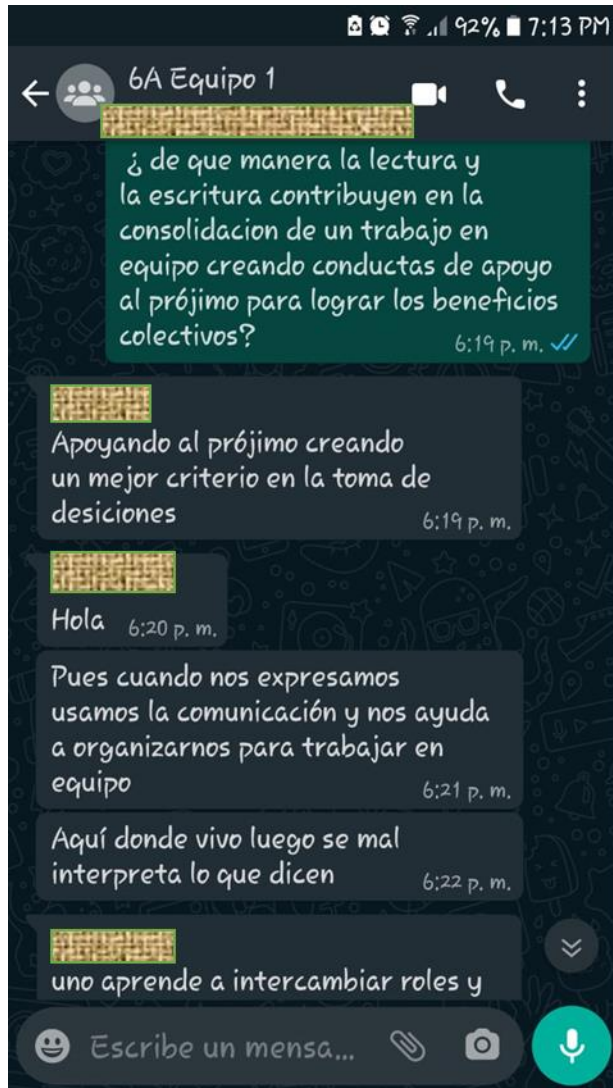 92% 7:13 PM
6A Equipo 1
¿ de que manera la lectura y
la escritura contribuyen en la
consolidacion de un trabajo en
equipo creando conductas de apoyo
al prójimo para lograr los beneficios
colectivos?
6:19 p. m.
Apoyando al prójimo creando
un mejor criterio en la toma de
desiciones
6:19 p. m.
Hola 6:20 p. m.
Pues cuando nos expresamos
usamos la comunicación y nos ayuda
a organizarnos para trabajar en
equipo
6:21 p. m.
Aquí donde vivo luego se mal
interpreta lo que dicen
6:22 p. m.
uno aprende a intercambiar roles y
Escribe un mensa...